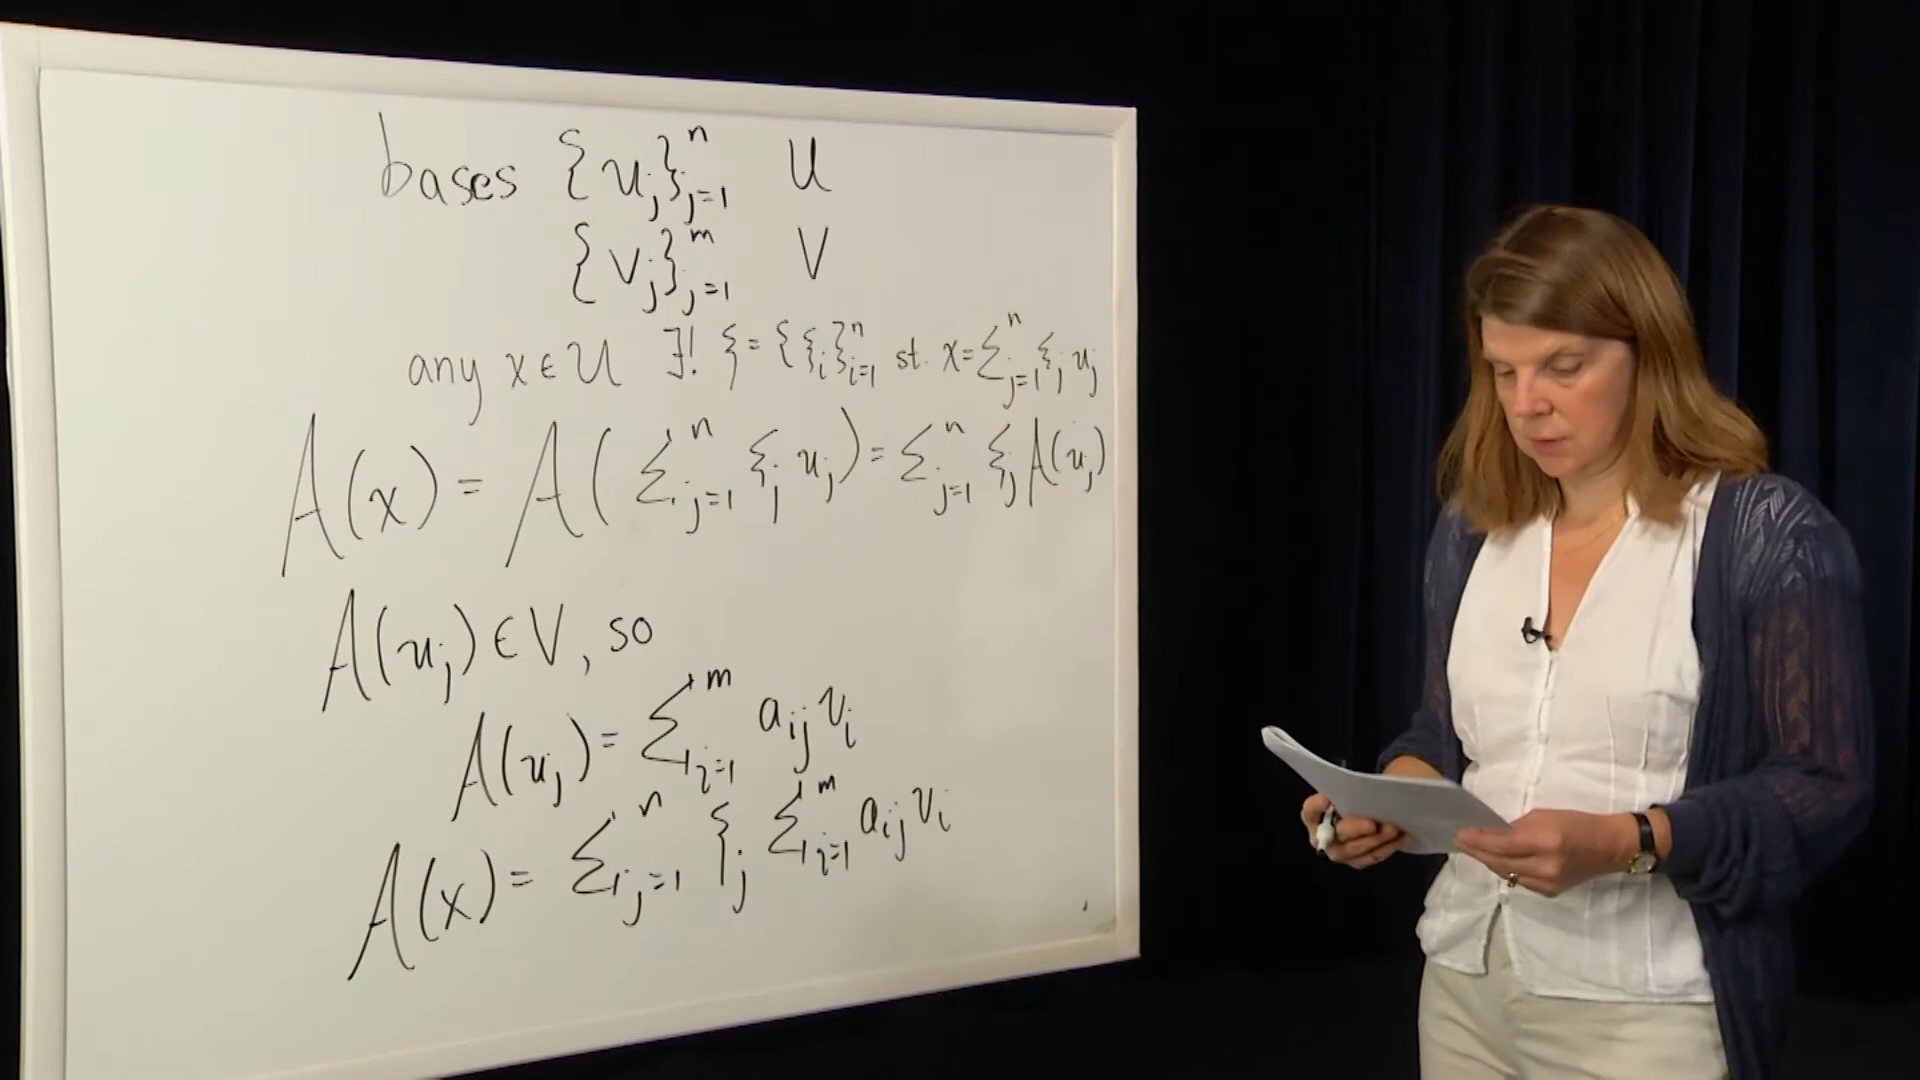 bases {u_j}_{j=1}^n U
{v_j}_{j=1}^m V
any x ∈ U ∃! ξ = {ξ_i}_{i=1}^n st. x = Σ_{j=1}^n ξ_j u_j
A(x) = A( Σ_{j=1}^n ξ_j u_j ) = Σ_{j=1}^n ξ_j A(u_j)
A(u_j) ∈ V, so
A(u_j) = Σ_{i=1}^m a_{ij} v_i
A(x) = Σ_{j=1}^n ξ_j Σ_{i=1}^m a_{ij} v_i